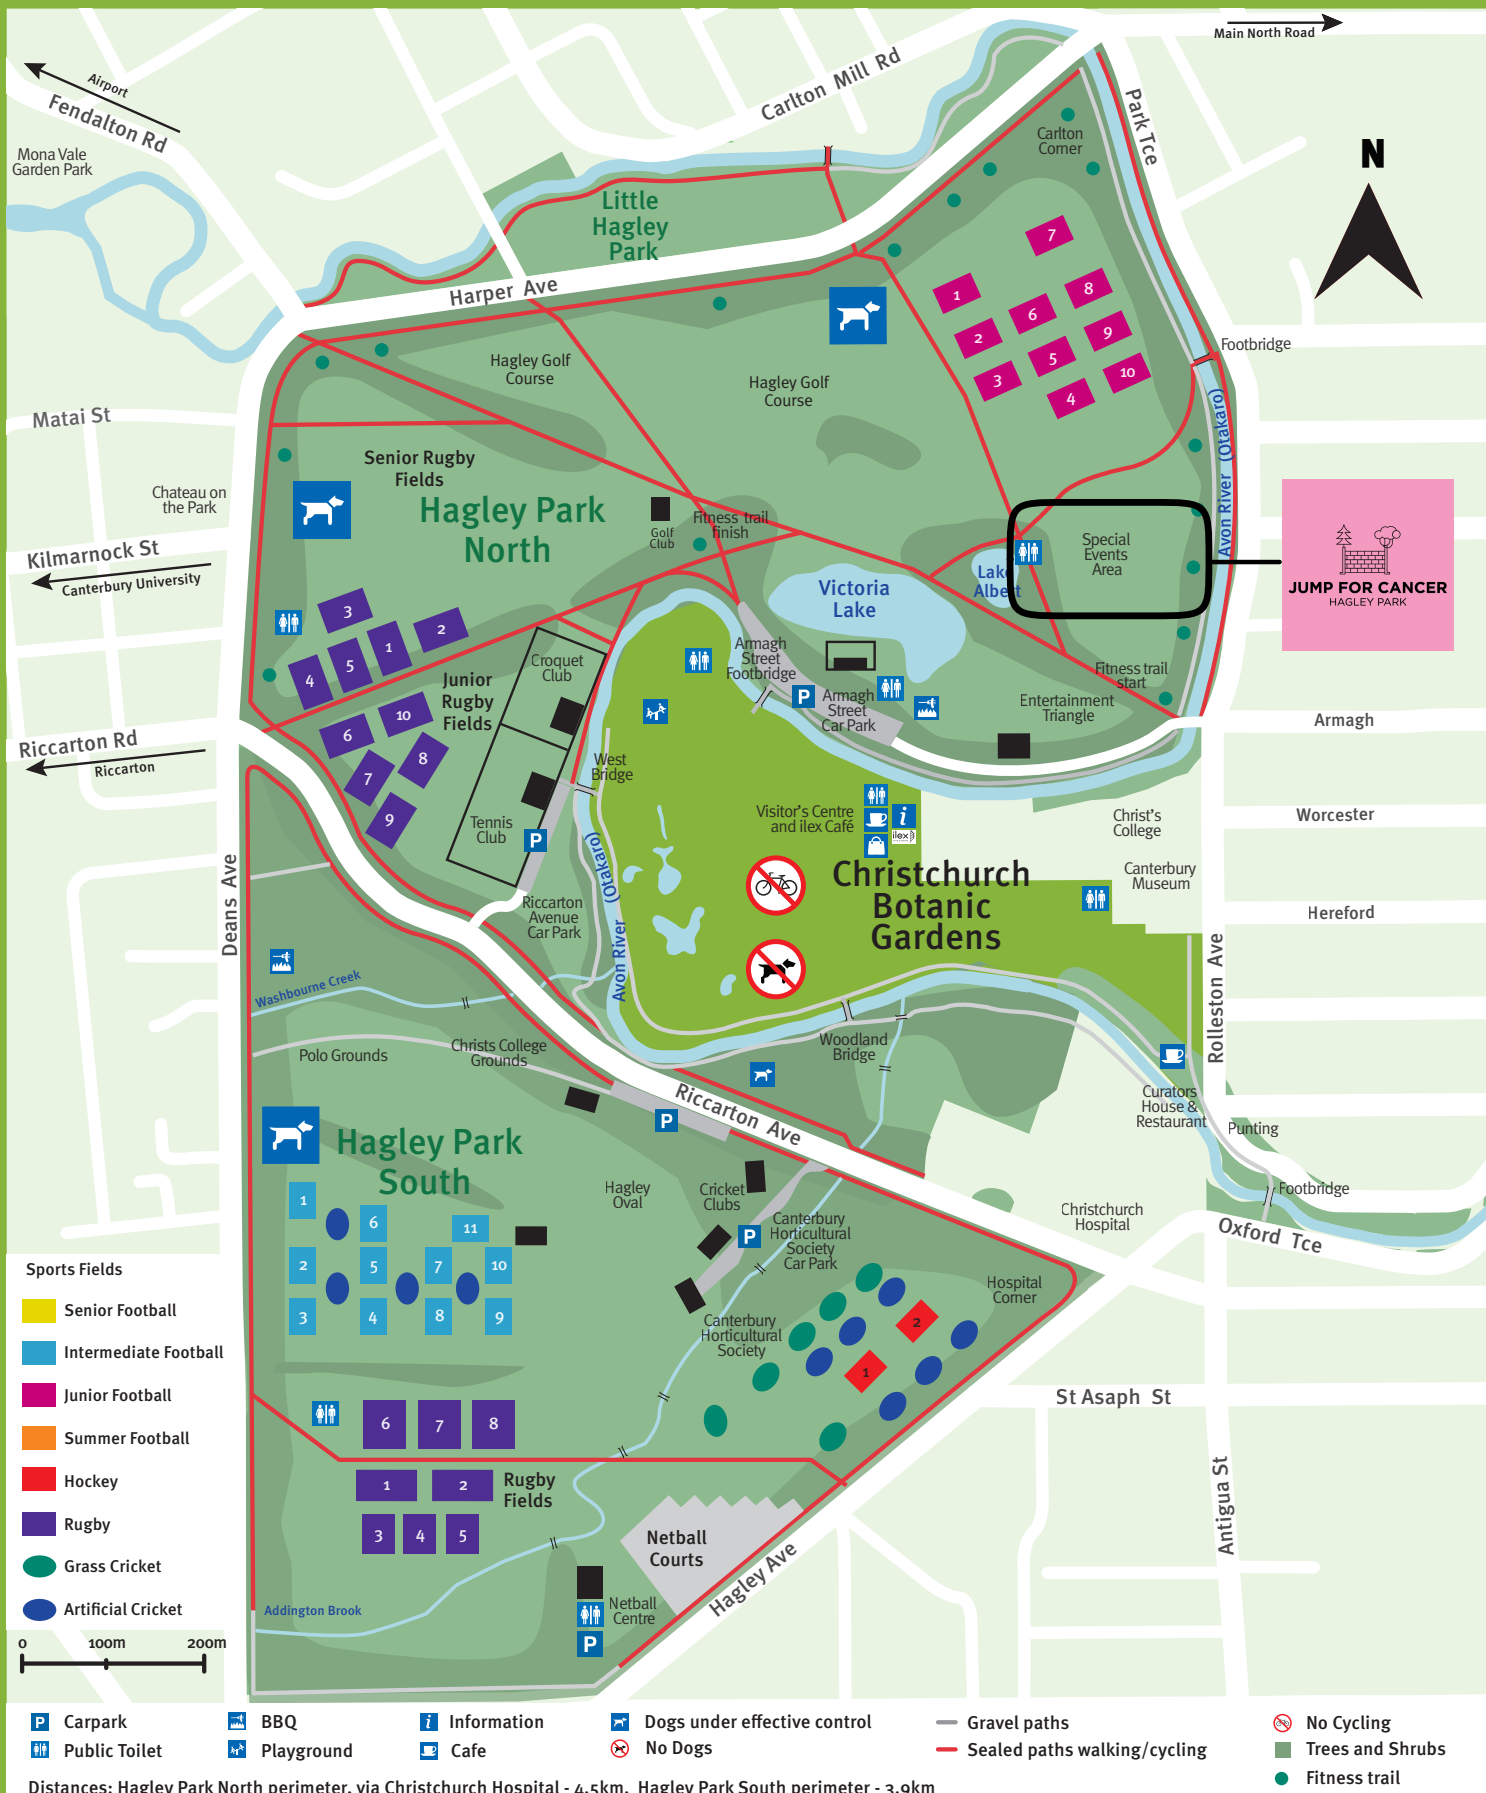 Main North Road
Airport
Fendalton Rd
Carlton Mill Rd
Park Tce
Mona Vale
Garden Park
Carlton
Corner
N
Little
Hagley
Park
Harper Ave
7
1
8
6
2
9
5
3
10
4
Footbridge
Hagley Golf
Course
Hagley Golf
Course
Matai St
Senior Rugby
Fields
Chateau on
the Park
Hagley Park
North
Golf
Club
Fitness trail
finish
Special
Events
Area
Avon River (Otakaro)
Kilmarnock St
Canterbury University
Lake
Albert
Victoria
Lake
JUMP FOR CANCER
HAGLEY PARK
3
2
1
5
4
Croquet
Club
Armagh
Street
Footbridge
Junior
Rugby
Fields
10
6
8
7
9
P
Armagh
Street
Car Park
Fitness trail
start
Entertainment
Triangle
Armagh
Riccarton Rd
Riccarton
West
Bridge
Tennis
Club
P
Visitor's Centre
and ilex Café
i
ilex
Christ's
College
Worcester
Canterbury
Museum
Christchurch
Botanic
Gardens
Hereford
Deans Ave
Riccarton
Avenue
Car Park
Avon River (Otakaro)
Rolleston Ave
Washbourne Creek
Polo Grounds
Christs College
Grounds
Woodland
Bridge
Curators
House &
Restaurant
Punting
Riccarton Ave
P
Hagley Park
South
Hagley
Oval
Cricket
Clubs
P
Canterbury
Horticultural
Society
Car Park
Christchurch
Hospital
Footbridge
Oxford Tce
1
6
11
2
5
7
10
3
4
8
9
Hospital
Corner
Canterbury
Horticultural
Society
2
1
St Asaph St
Antigua St
6
7
8
1
2
Rugby
Fields
3
4
5
Netball
Courts
Hagley Ave
Netball
Centre
P
Addington Brook
Sports Fields
Senior Football
Intermediate Football
Junior Football
Summer Football
Hockey
Rugby
Grass Cricket
Artificial Cricket
0 100m 200m
P Carpark
BBQ
i Information
Dogs under effective control
Gravel paths
No Cycling
Public Toilet
Playground
Cafe
No Dogs
Sealed paths walking/cycling
Trees and Shrubs
Fitness trail
Distances: Hagley Park North perimeter, via Christchurch Hospital - 4.5km, Hagley Park South perimeter - 3.9km